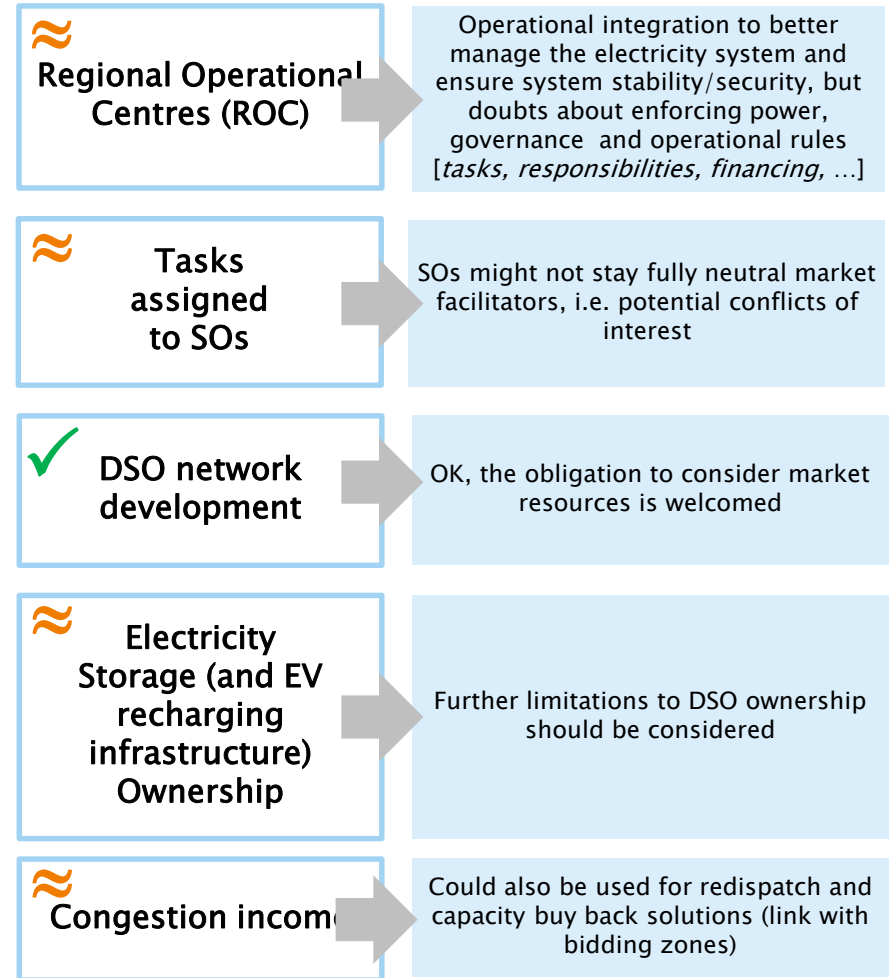 ≈
Regional Operational
Centres (ROC)
Operational integration to better
manage the electricity system and
ensure system stability/security, but
doubts about enforcing power,
governance and operational rules
[tasks, responsibilities, financing, …]
≈
Tasks
assigned
to SOs
SOs might not stay fully neutral market
facilitators, i.e. potential conflicts of
interest
✓
DSO network
development
OK, the obligation to consider market
resources is welcomed
≈
Electricity
Storage (and EV
recharging
infrastructure)
Ownership
Further limitations to DSO ownership
should be considered
≈
Congestion income
Could also be used for redispatch and
capacity buy back solutions (link with
bidding zones)